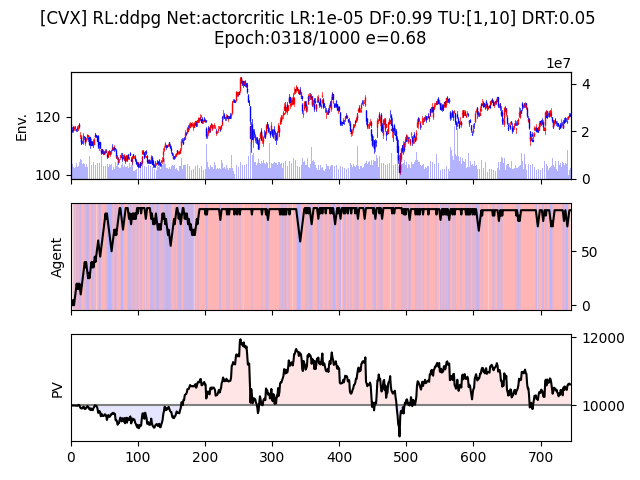 [CVX] RL:ddpg Net:actorcritic LR:1e-05 DF:0.99 TU:[1,10] DRT:0.05
Epoch:0318/1000 e=0.68
1e7
Env.
120
100
4
2
0
Agent
50
0
PV
12000
10000
0 100 200 300 400 500 600 700